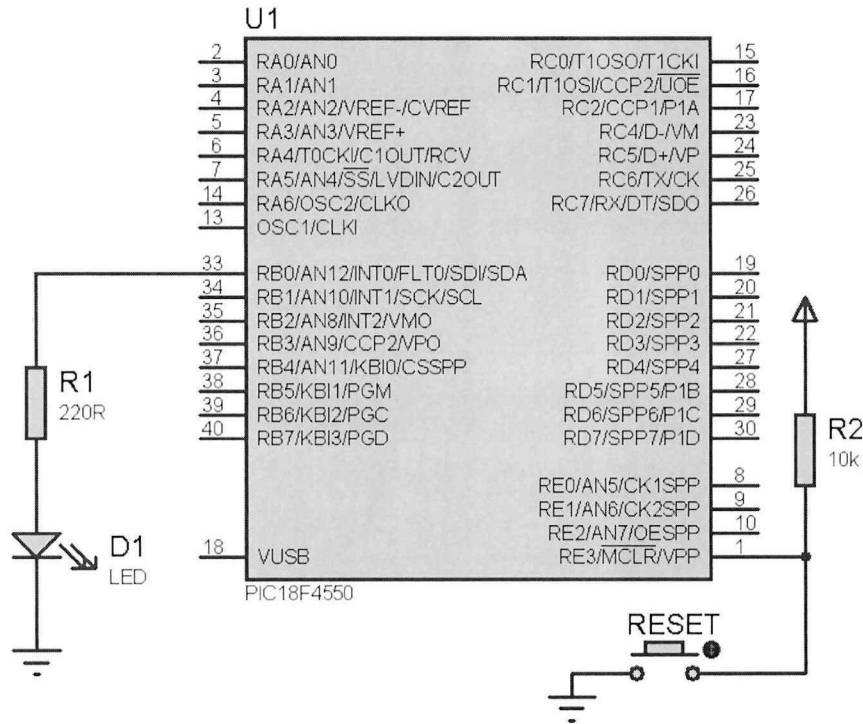 U1
2 RA0/AN0 RC0/T1OSO/T1CKI 15
3 RA1/AN1 RC1/T1OSI/CCP2/UOE 16
4 RA2/AN2/VREF-/CVREF RC2/CCP1/P1A 17
5 RA3/AN3/VREF+ RC4/D-/VM 23
6 RA4/T0CKI/C1OUT/RCV RC5/D+/VP 24
7 RA5/AN4/SS/LVDIN/C2OUT RC6/TX/CK 25
14 RA6/OSC2/CLKO RC7/RX/DT/SDO 26
13 OSC1/CLKI
33 RB0/AN12/INT0/FLT0/SDI/SDA RD0/SPP0 19
34 RB1/AN10/INT1/SCK/SCL RD1/SPP1 20
35 RB2/AN8/INT2/VMO RD2/SPP2 21
36 RB3/AN9/CCP2/VPO RD3/SPP3 22
37 RB4/AN11/KBI0/CSSPP RD4/SPP4 27
38 RB5/KBI1/PGM RD5/SPP5/P1B 28
39 RB6/KBI2/PGC RD6/SPP6/P1C 29
40 RB7/KBI3/PGD RD7/SPP7/P1D 30
R1
220R
R2
10k
RE0/AN5/CK1SPP 8
RE1/AN6/CK2SPP 9
RE2/AN7/OESPP 10
18 VUSB RE3/MCLR/VPP 1
D1
LED
PIC18F4550
RESET